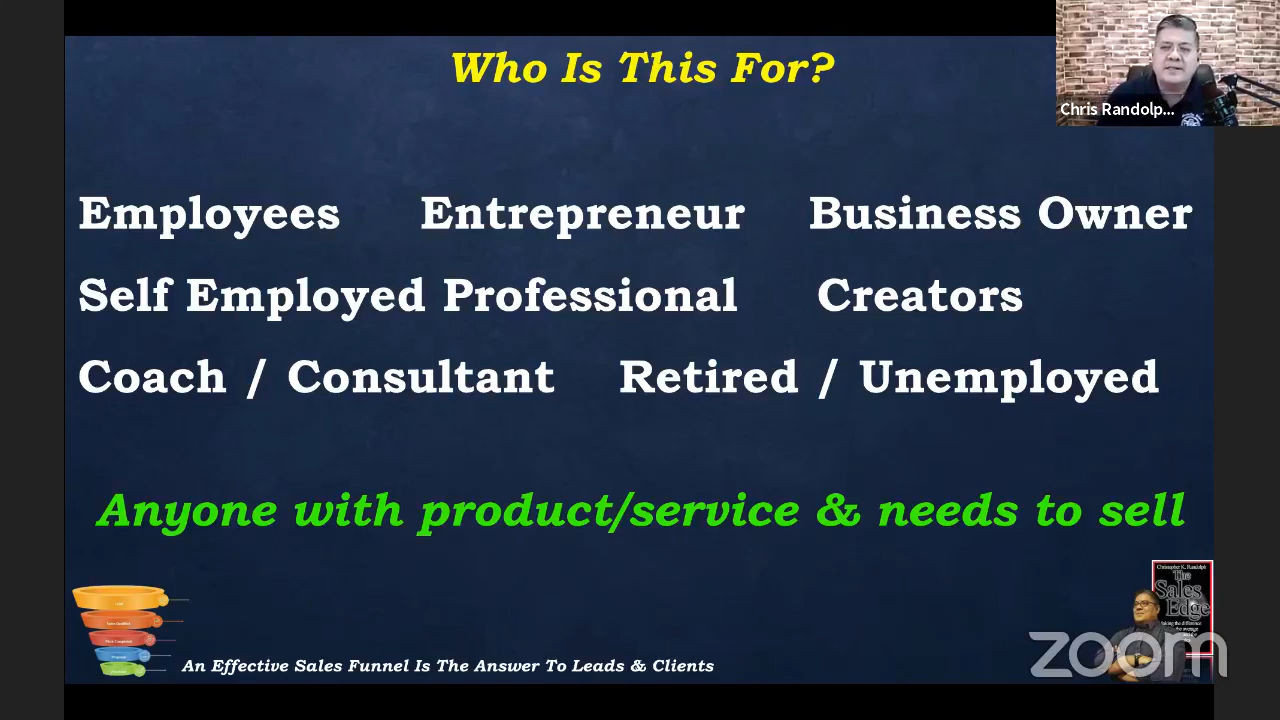 Who Is This For?
Chris Randolp...
Employees Entrepreneur Business Owner
Self Employed Professional Creators
Coach / Consultant Retired / Unemployed
Anyone with product/service & needs to sell
Christopher K. Randolph
The
Sales
Edge
An Effective Sales Funnel Is The Answer To Leads & Clients
zoom